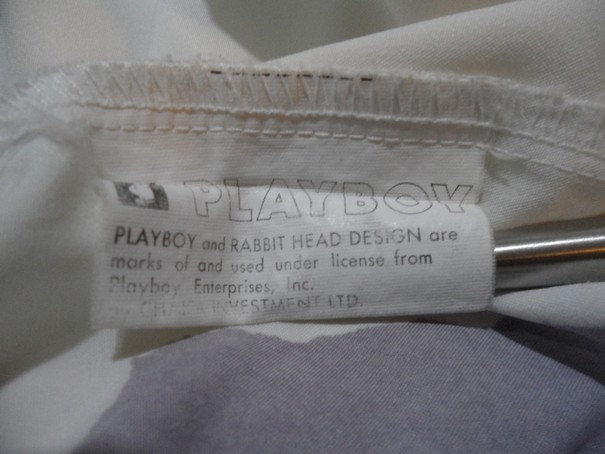 PLAYBOY
PLAYBOY and RABBIT HEAD DESIGN are
marks of and used under license from
Playboy Enterprises, Inc.
INVESTMENT LTD.